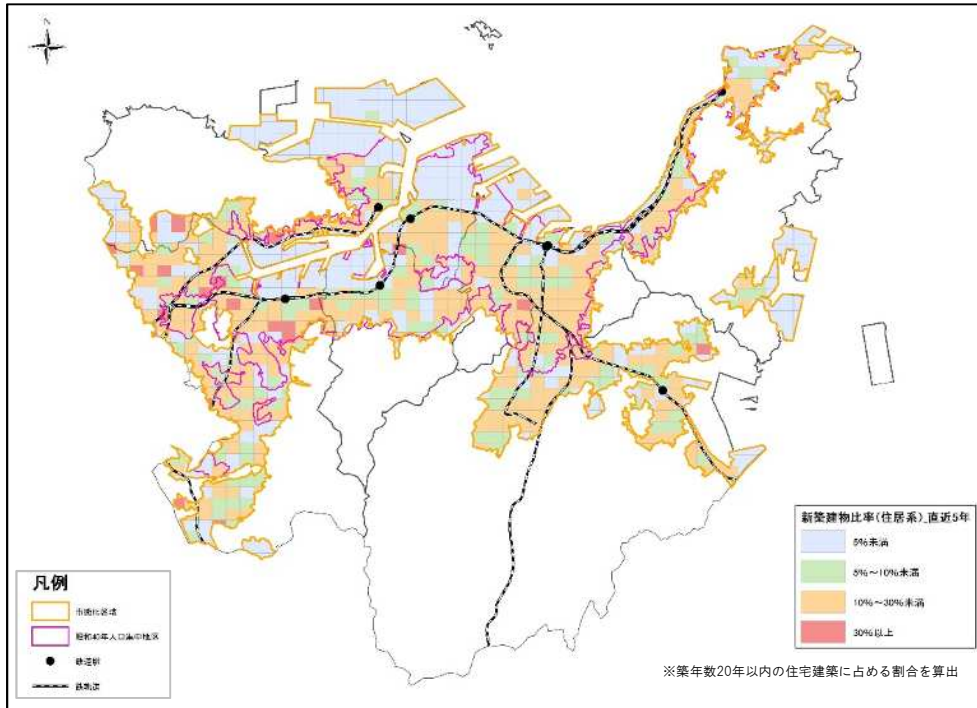 N
新築建物比率(住居系)_直近5年
5%未満
5%～10%未満
10%～30%未満
30%以上
凡例
市街化区域
昭和40年人口集中地区
鉄道駅
鉄軌道
※築年数20年以内の住宅建築に占める割合を算出